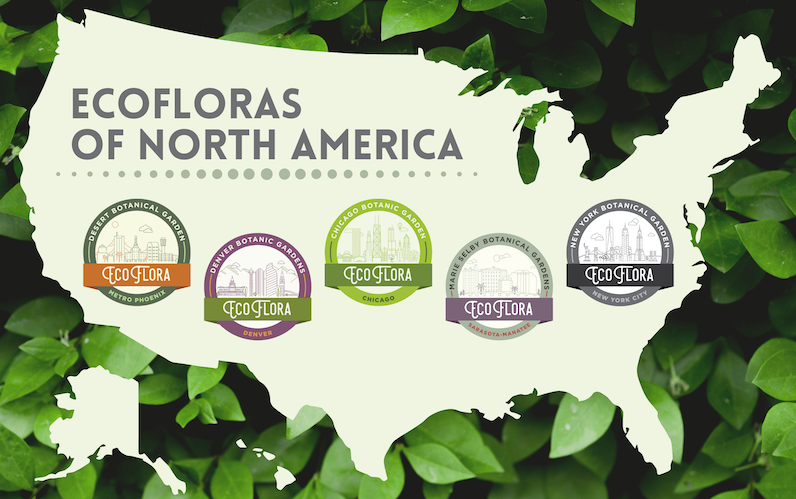 ECOFLORAS
OF NORTH AMERICA
DESERT BOTANICAL GARDEN
ECOFLORA
METRO PHOENIX
DENVER BOTANIC GARDENS
ECOFLORA
DENVER
CHICAGO BOTANIC GARDEN
ECOFLORA
CHICAGO
MARIE SELBY BOTANICAL GARDENS
ECOFLORA
SARASOTA-MANATEE
NEW YORK BOTANICAL GARDEN
ECOFLORA
NEW YORK CITY